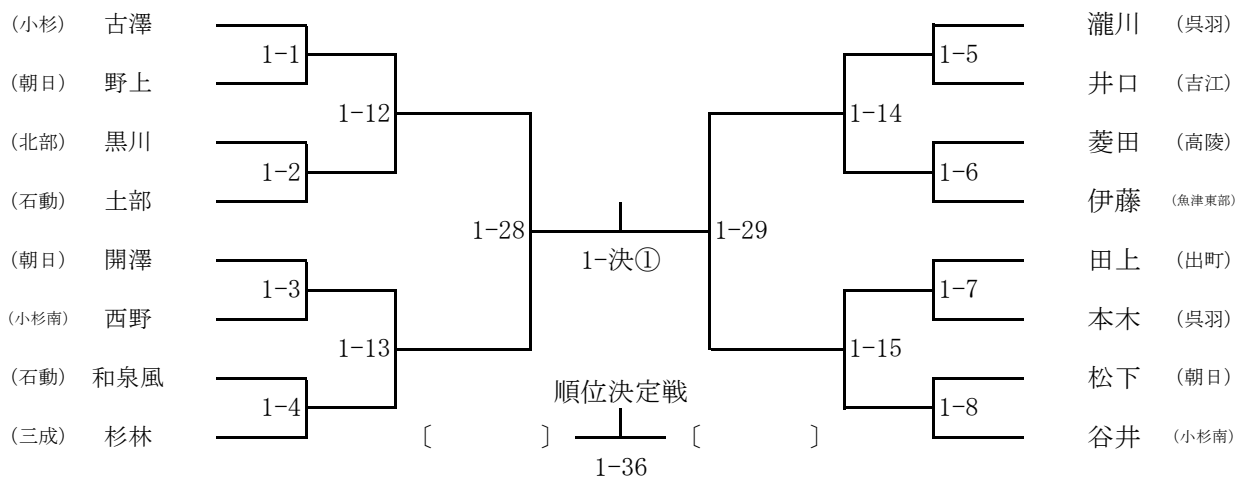 (小杉) 古澤
1-1
(朝日) 野上
1-12
(北部) 黒川
1-2
(石動) 土部
1-28
(朝日) 開澤
1-3
(小杉南) 西野
1-13
(石動) 和泉風
1-4
(三成) 杉林
1-決①
順位決定戦
〔 〕 〔 〕
1-36
瀧川 (呉羽)
1-5
井口 (吉江)
1-14
菱田 (高陵)
1-6
伊藤 (魚津東部)
1-29
田上 (出町)
1-7
本木 (呉羽)
1-15
松下 (朝日)
1-8
谷井 (小杉南)